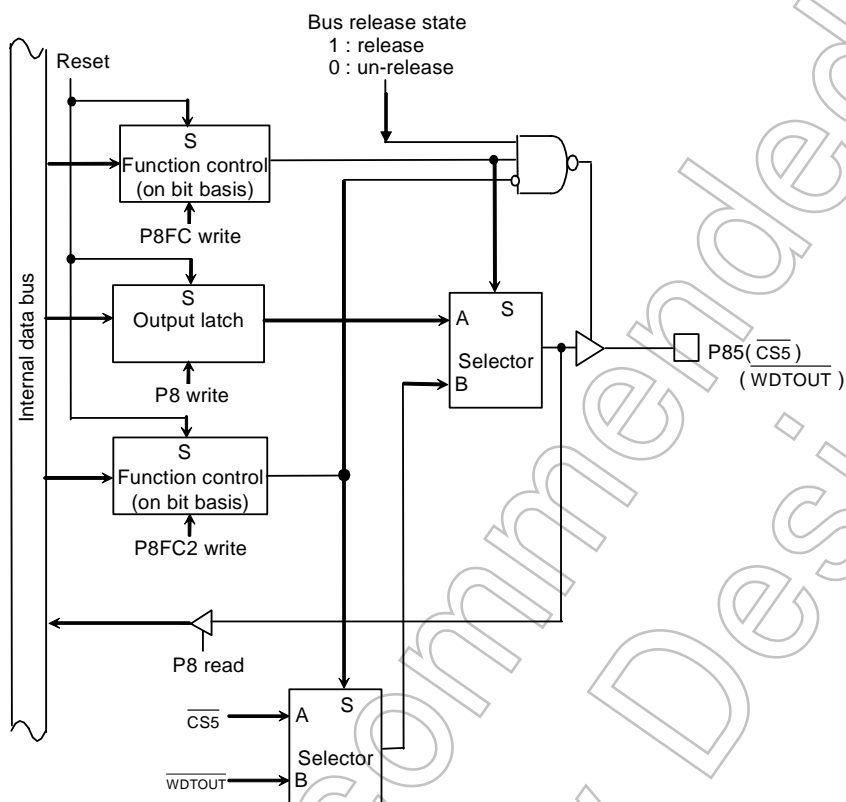 Bus release state
1 : release
0 : un-release
Reset
S
Function control
(on bit basis)
P8FC write
S
Output latch
P8 write
S
Function control
(on bit basis)
P8FC2 write
Internal data bus
A
S
Selector
B
P85(CS5)
(WDTOUT)
P8 read
CS5
A
S
Selector
WDTOUT
B
ommended
Desi